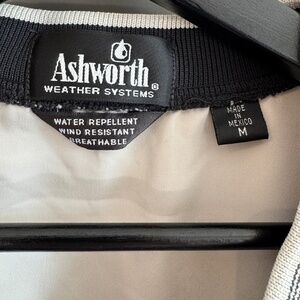 Ashworth®
WEATHER SYSTEMS
WATER REPELLENT
WIND RESISTANT
BREATHABLE
MADE
IN
MEXICO
M